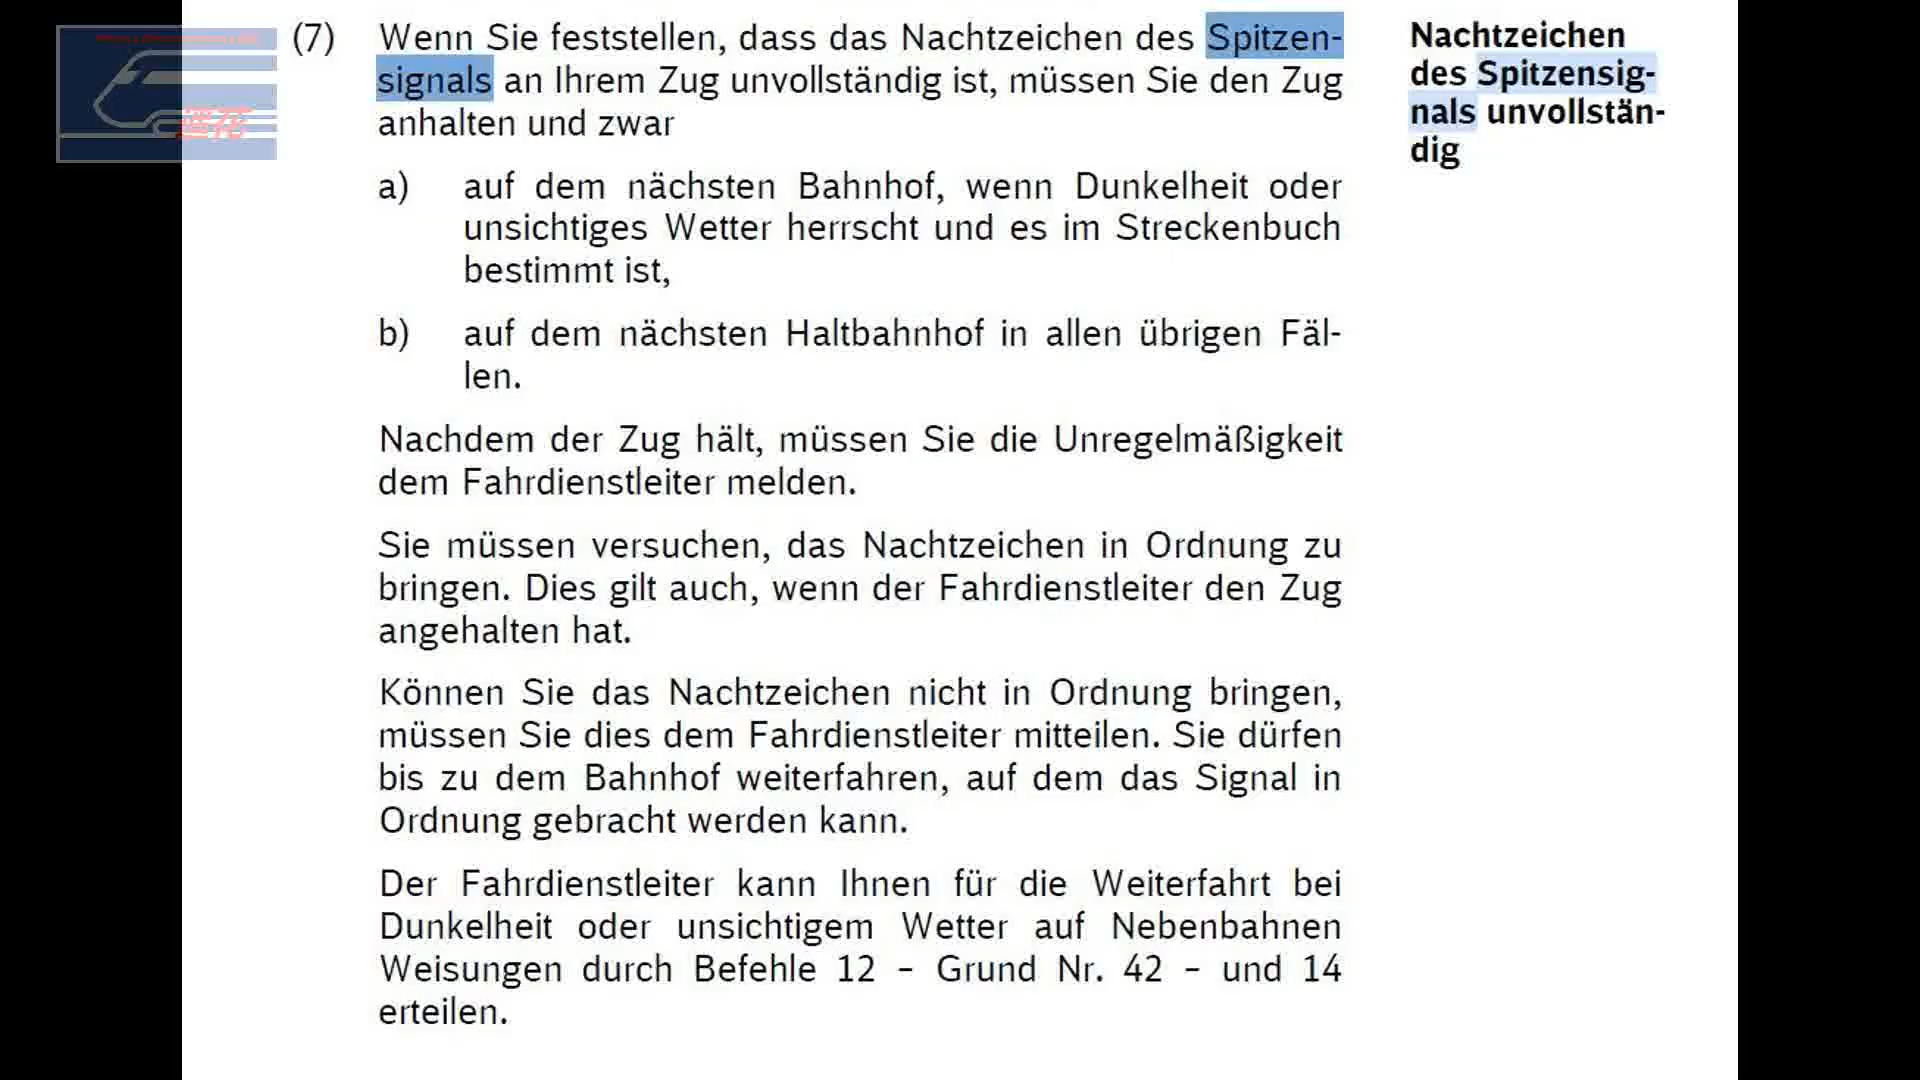 (7) Wenn Sie feststellen, dass das Nachtzeichen des Spitzen-
signals an Ihrem Zug unvollständig ist, müssen Sie den Zug
anhalten und zwar
a) auf dem nächsten Bahnhof, wenn Dunkelheit oder
unsichtiges Wetter herrscht und es im Streckenbuch
bestimmt ist,
b) auf dem nächsten Haltbahnhof in allen übrigen Fäl-
len.
Nachdem der Zug hält, müssen Sie die Unregelmäßigkeit
dem Fahrdienstleiter melden.
Sie müssen versuchen, das Nachtzeichen in Ordnung zu
bringen. Dies gilt auch, wenn der Fahrdienstleiter den Zug
angehalten hat.
Können Sie das Nachtzeichen nicht in Ordnung bringen,
müssen Sie dies dem Fahrdienstleiter mitteilen. Sie dürfen
bis zu dem Bahnhof weiterfahren, auf dem das Signal in
Ordnung gebracht werden kann.
Der Fahrdienstleiter kann Ihnen für die Weiterfahrt bei
Dunkelheit oder unsichtigem Wetter auf Nebenbahnen
Weisungen durch Befehle 12 – Grund Nr. 42 – und 14
erteilen.
Nachtzeichen
des Spitzensig-
nals unvollstän-
dig